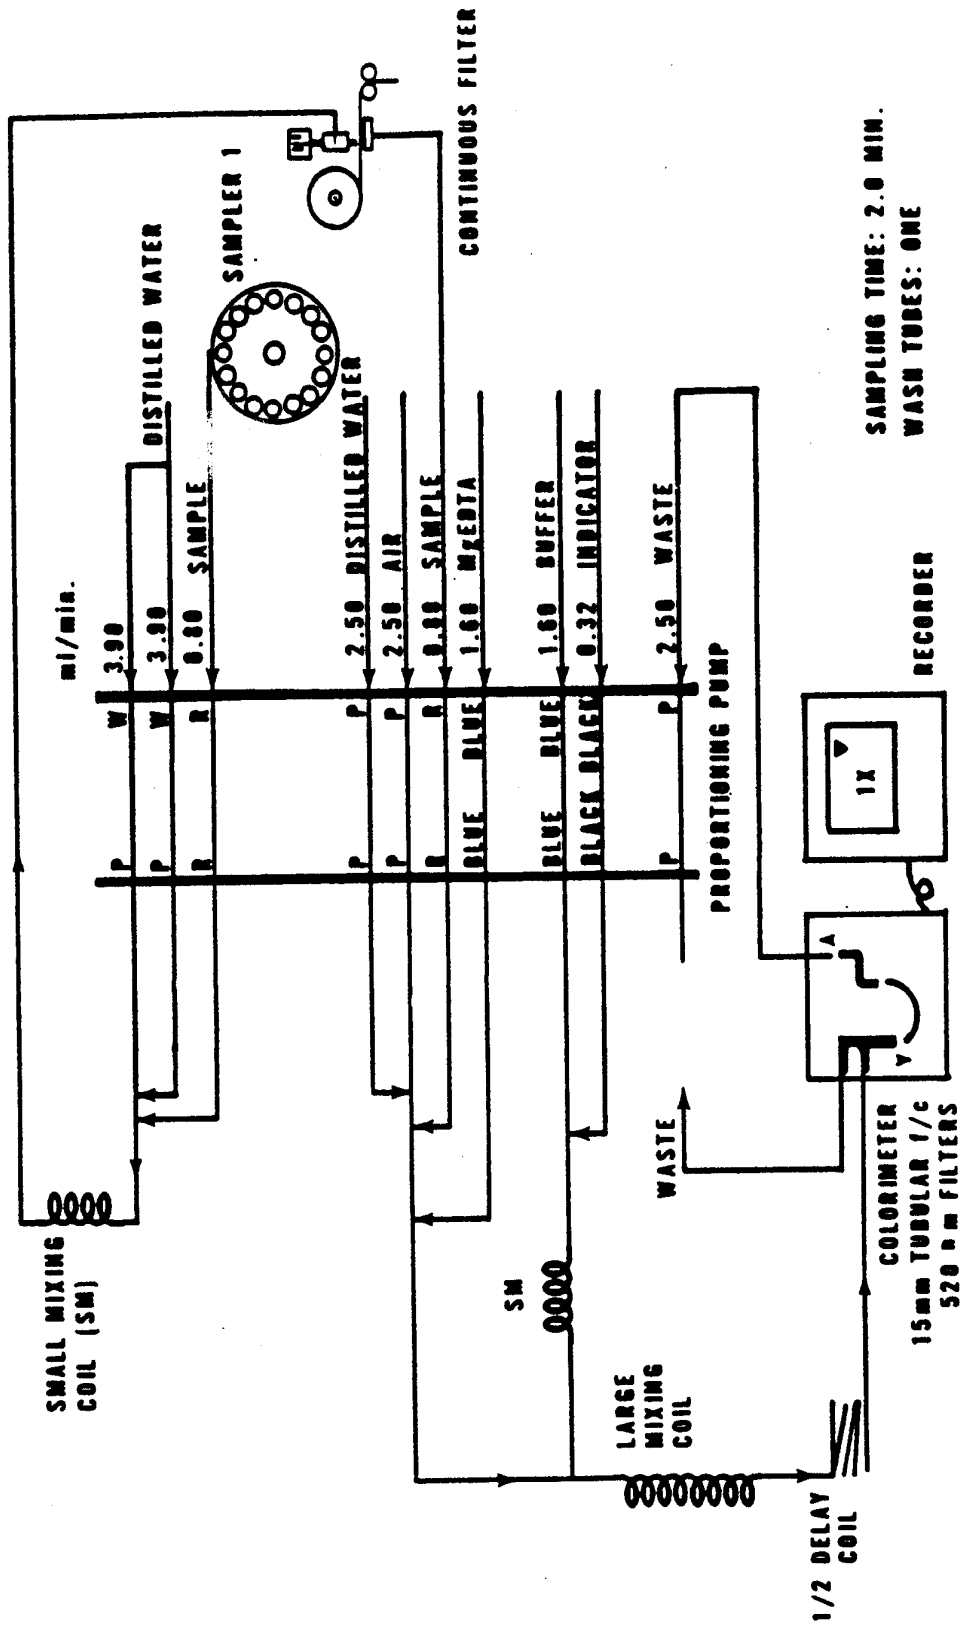 SMALL MIXING
COIL (SM)
ml/min.
3.90
W
P
3.90
W
P
DISTILLED WATER
0.80 SAMPLE
R
R
SAMPLER 1
2.50 DISTILLED WATER
P
P
2.50 AIR
P
P
0.80 SAMPLE
R
R
1.60 MgEDTA
BLUE BLUE
CONTINUOUS FILTER
SM
1.60 BUFFER
BLUE BLUE
0.32 INDICATOR
BLACK BLACK
LARGE
MIXING
COIL
WASTE
2.50 WASTE
P
P
PROPORTIONING PUMP
1/2 DELAY
COIL
A
1X
RECORDER
COLORIMETER
15mm TUBULAR f/c
520 nm FILTERS
SAMPLING TIME: 2.0 MIN.
WASH TUBES: ONE